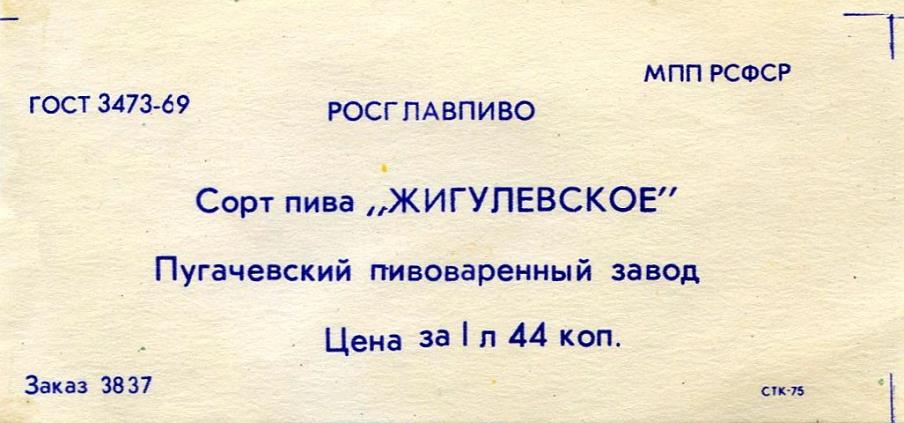 МПП РСФСР
ГОСТ 3473-69
РОСГЛАВПИВО
Сорт пива „ЖИГУЛЕВСКОЕ”
Пугачевский пивоваренный завод
Цена за 1 л 44 коп.
Заказ 3837
СТК-75